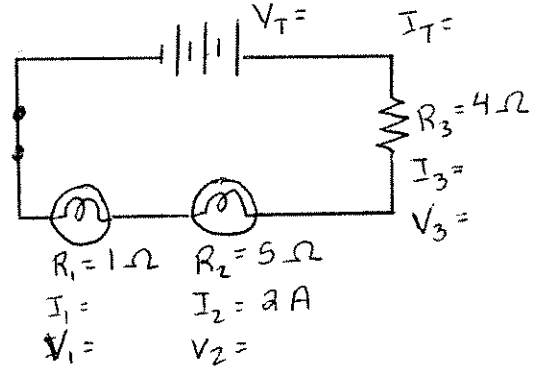 V_T =
I_T =
R_3 = 4 Ω
I_3 =
V_3 =
R_1 = 1 Ω
I_1 =
V_1 =
R_2 = 5 Ω
I_2 = 2 A
V_2 =